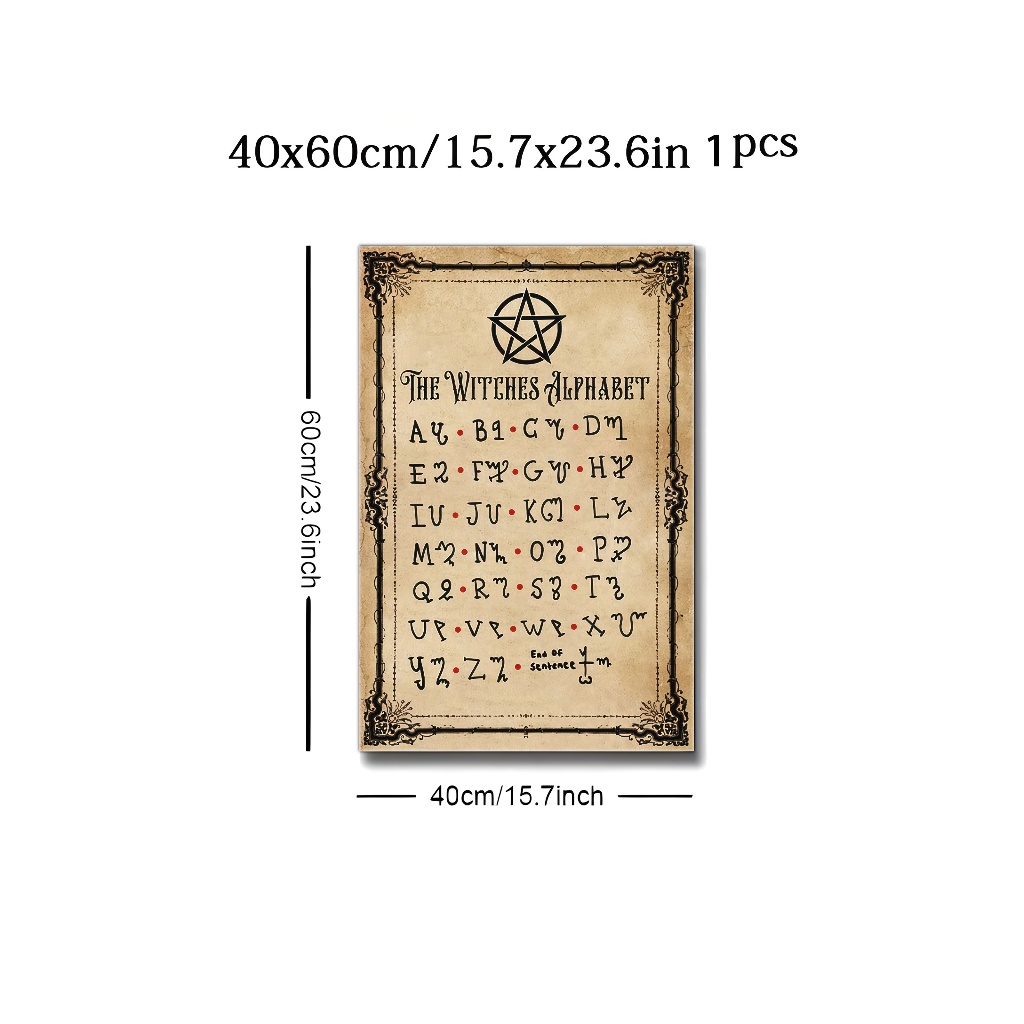 40x60cm/15.7x23.6in 1pcs
THE WITCHES ALPHABET
A • B • C • D
E • F • G • H
I • J • K • L
M • N • O • P
Q • R • S • T
U • V • W • X
Y • Z • End Of
Sentence
60cm/23.6inch
40cm/15.7inch